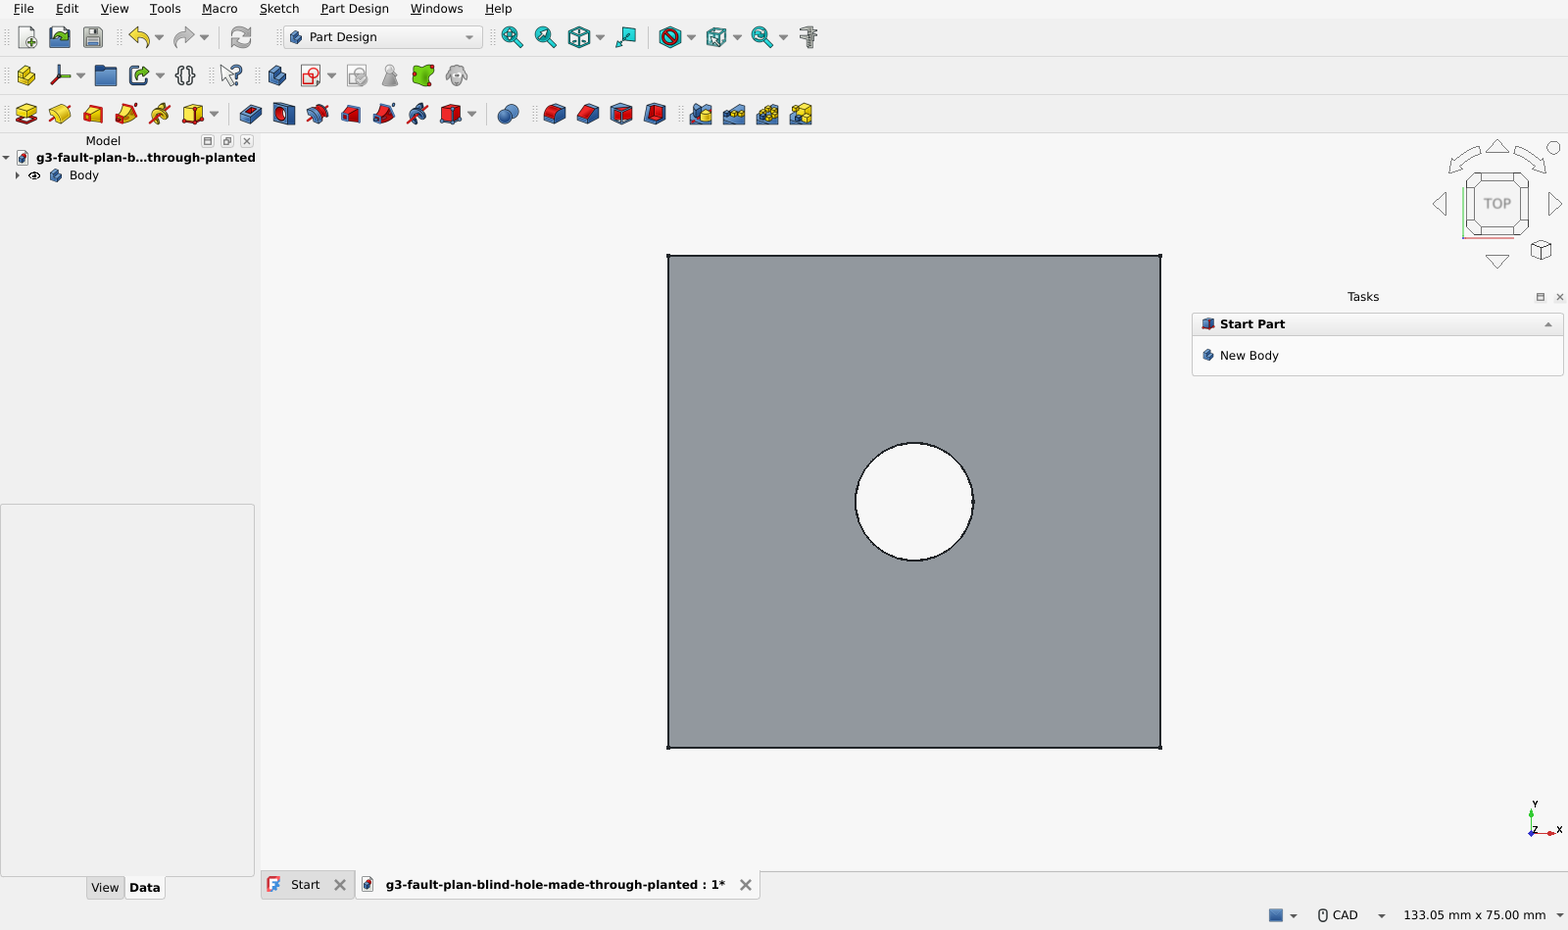 File Edit View Tools Macro Sketch Part Design Windows Help
Part Design
Model
g3-fault-plan-b...through-planted
Body
TOP
Tasks
Start Part
New Body
Y
Z X
View Data
Start g3-fault-plan-blind-hole-made-through-planted : 1*
CAD 133.05 mm x 75.00 mm